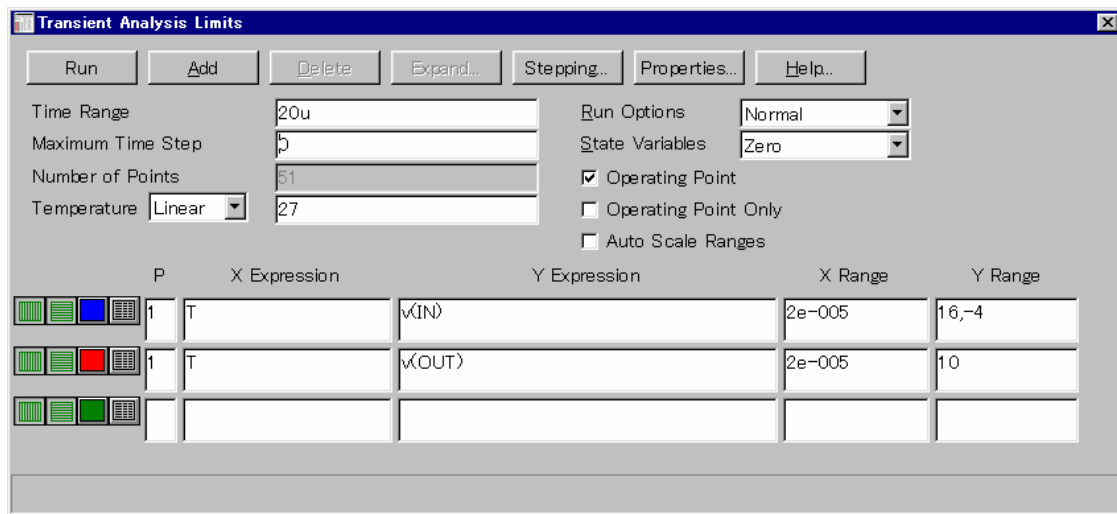 Transient Analysis Limits
Run Add Delete Expand... Stepping... Properties... Help...
Time Range 20u Run Options Normal
Maximum Time Step State Variables Zero
Number of Points 51 Operating Point
Temperature Linear 27 Operating Point Only
Auto Scale Ranges
P X Expression Y Expression X Range Y Range
1 T v(IN) 2e-005 16,-4
1 T v(OUT) 2e-005 10